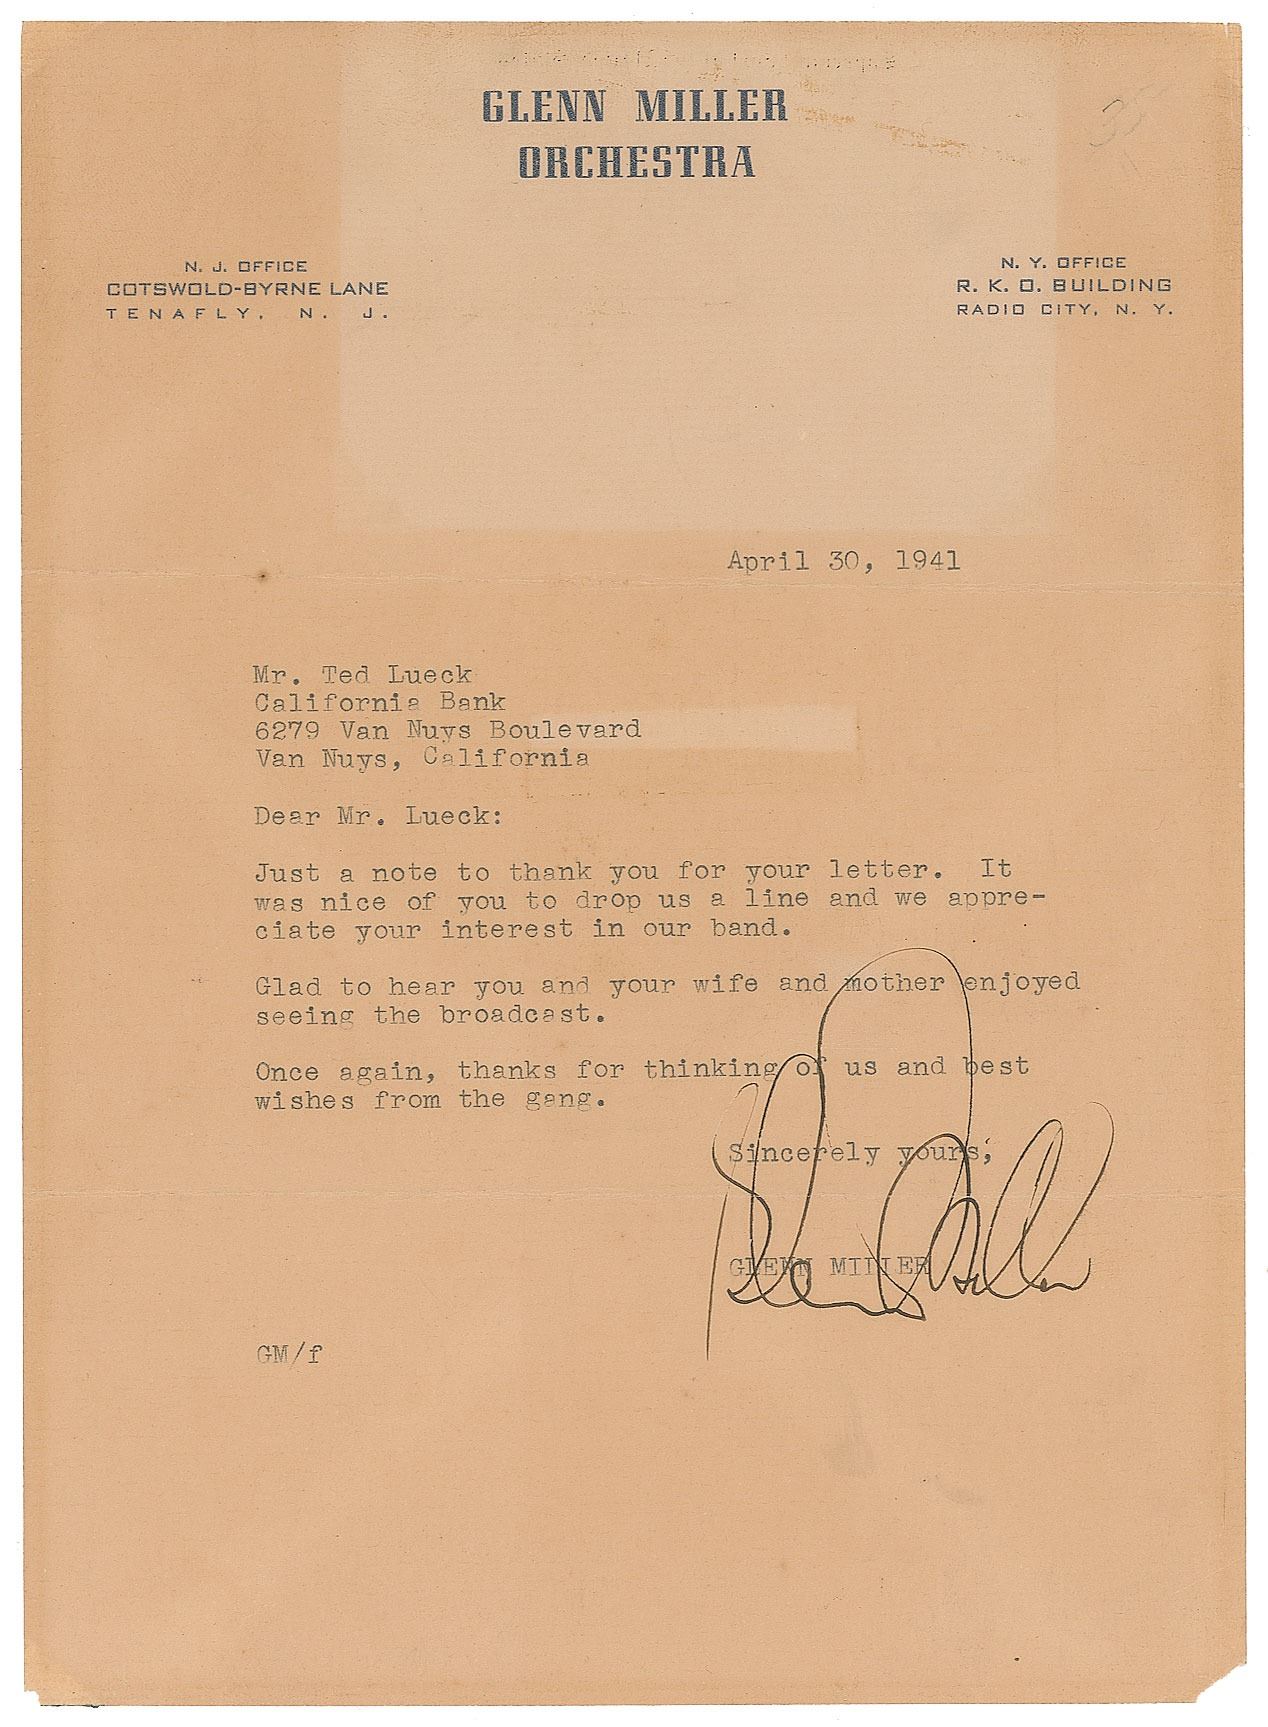 GLENN MILLER
ORCHESTRA
35
N. J. OFFICE
COTSWOLD-BYRNE LANE
TENAFLY, N. J.
N. Y. OFFICE
R. K. O. BUILDING
RADIO CITY, N. Y.
April 30, 1941
Mr. Ted Lueck
California Bank
6279 Van Nuys Boulevard
Van Nuys, California
Dear Mr. Lueck:
Just a note to thank you for your letter. It
was nice of you to drop us a line and we appre-
ciate your interest in our band.
Glad to hear you and your wife and mother enjoyed
seeing the broadcast.
Once again, thanks for thinking of us and best
wishes from the gang.
Sincerely yours,
Glenn Miller
GLENN MILLER
GM/f